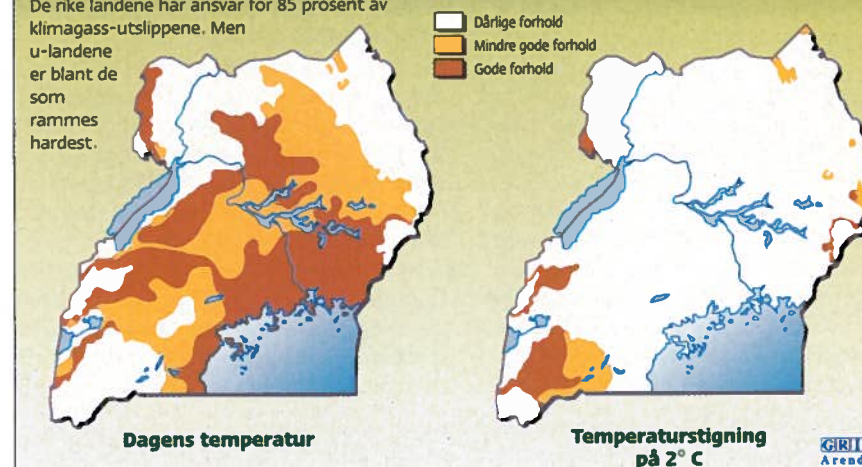 De rike landene har ansvar for 85 prosent av
klimagass-utslippene. Men
u-landene
er blant de
som
rammes
hardest.
Dårlige forhold
Mindre gode forhold
Gode forhold
Dagens temperatur
Temperaturstigning
på 2° C